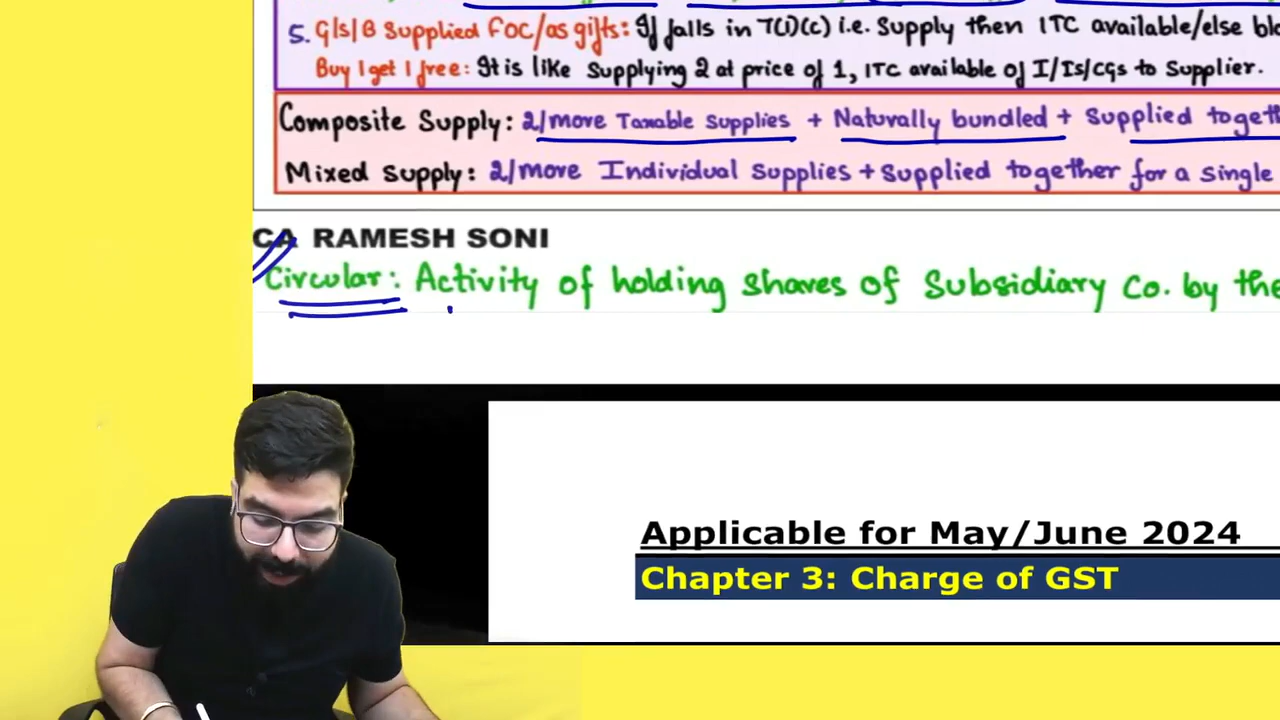 5. G/s/B Supplied FOC/as gifts: If falls in 7(1)(c) i.e. Supply then ITC available/else
Buy 1 get 1 free: It is like Supplying 2 at price of 1, ITC available of I/Is/CGs to Supplier.
Composite Supply: 2/more Taxable Supplies + Naturally bundled + Supplied
Mixed Supply: 2/more Individual Supplies + Supplied together for a single
CA RAMESH SONI
Circular: Activity of holding Shares of Subsidiary Co. by the
Applicable for May/June 2024
Chapter 3: Charge of GST